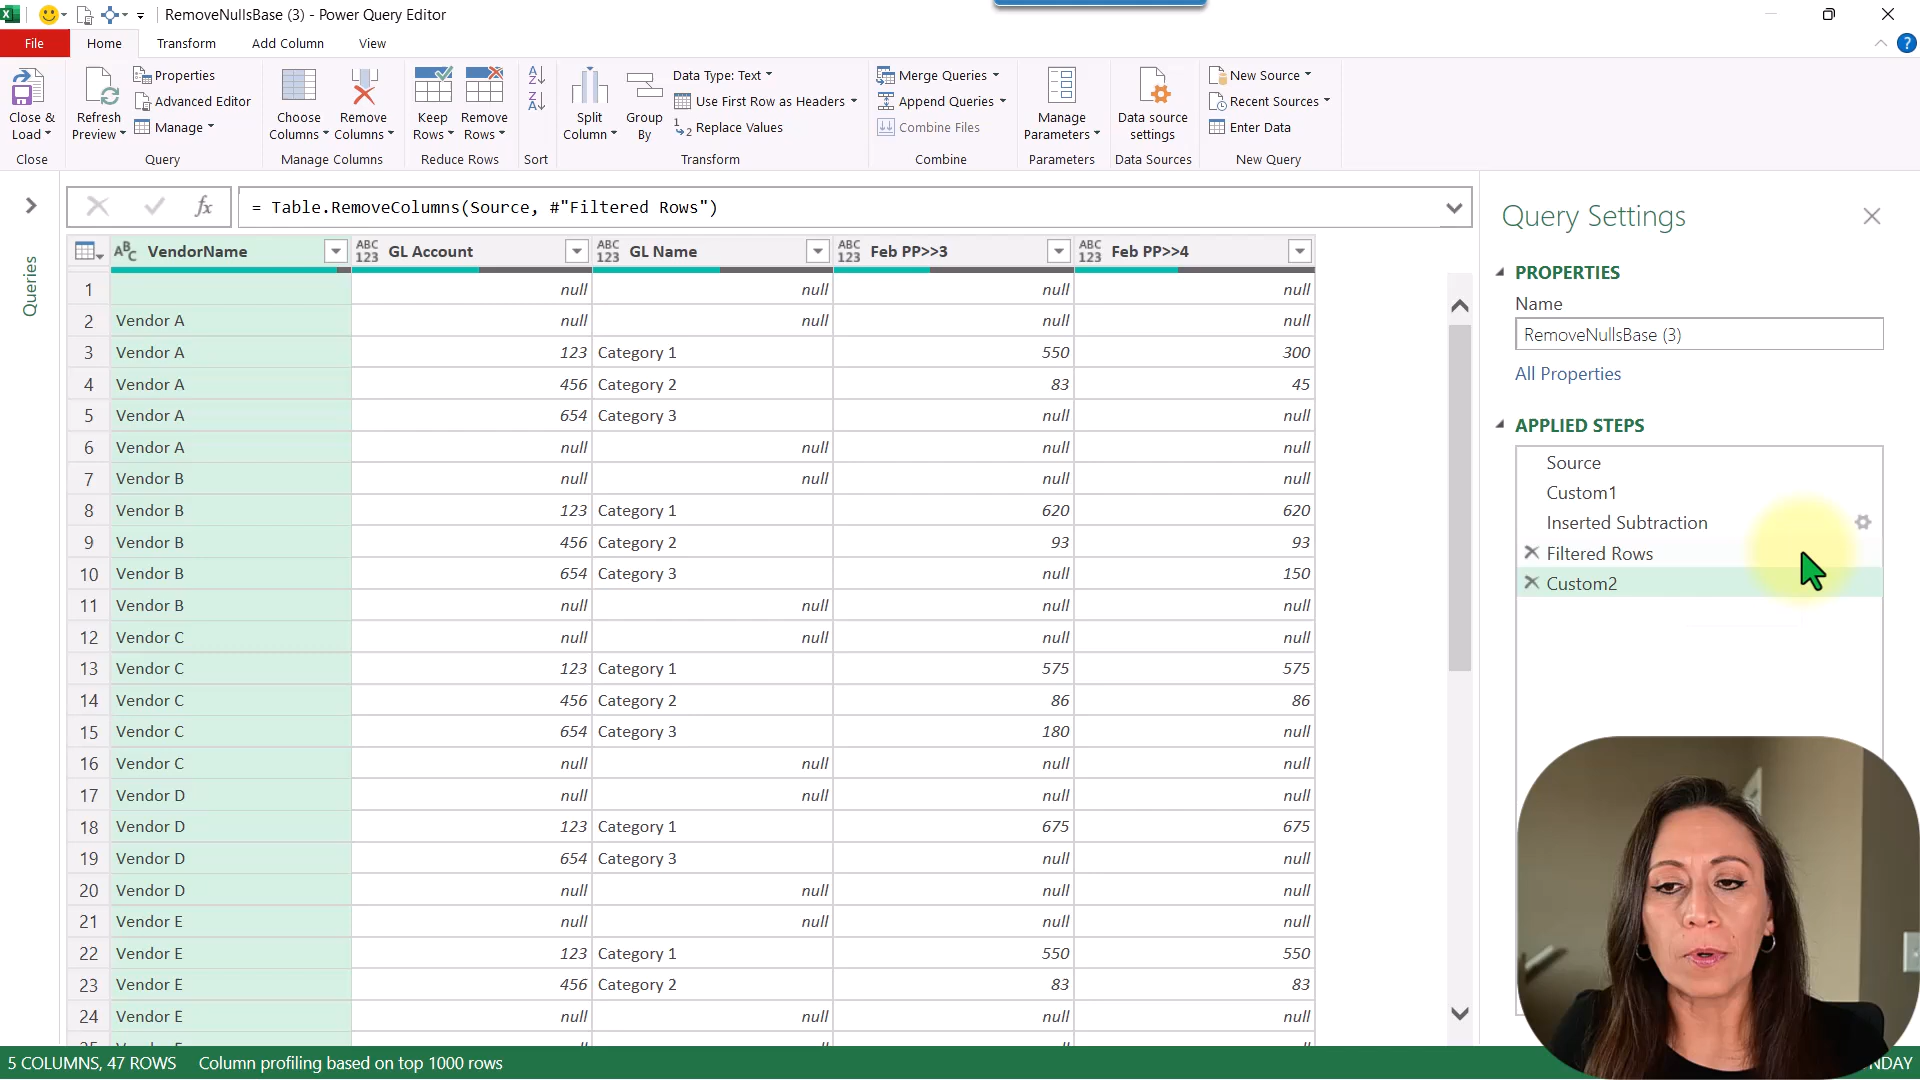 RemoveNullsBase (3) - Power Query Editor
File Home Transform Add Column View
Close & Load
Close
Refresh Preview
Properties
Advanced Editor
Manage
Query
Choose Columns
Remove Columns
Manage Columns
Keep Rows
Remove Rows
Reduce Rows
Sort
Split Column
Group By
Data Type: Text
Use First Row as Headers
Replace Values
Transform
Merge Queries
Append Queries
Combine Files
Combine
Manage Parameters
Parameters
Data source settings
Data Sources
New Source
Recent Sources
Enter Data
New Query
Queries
fx = Table.RemoveColumns(Source, #"Filtered Rows")
VendorName ABC 123 GL Account ABC 123 GL Name ABC 123 Feb PP>>3 ABC 123 Feb PP>>4
1 null null null null
2 Vendor A null null null null
3 Vendor A 123 Category 1 550 300
4 Vendor A 456 Category 2 83 45
5 Vendor A 654 Category 3 null null
6 Vendor A null null null null
7 Vendor B null null null null
8 Vendor B 123 Category 1 620 620
9 Vendor B 456 Category 2 93 93
10 Vendor B 654 Category 3 null 150
11 Vendor B null null null null
12 Vendor C null null null null
13 Vendor C 123 Category 1 575 575
14 Vendor C 456 Category 2 86 86
15 Vendor C 654 Category 3 180 null
16 Vendor C null null null null
17 Vendor D null null null null
18 Vendor D 123 Category 1 675 675
19 Vendor D 654 Category 3 null null
20 Vendor D null null null null
21 Vendor E null null null null
22 Vendor E 123 Category 1 550 550
23 Vendor E 456 Category 2 83 83
24 Vendor E null null null null
Query Settings
PROPERTIES
Name
RemoveNullsBase (3)
All Properties
APPLIED STEPS
Source
Custom1
Inserted Subtraction
Filtered Rows
Custom2
5 COLUMNS, 47 ROWS Column profiling based on top 1000 rows
NDAY